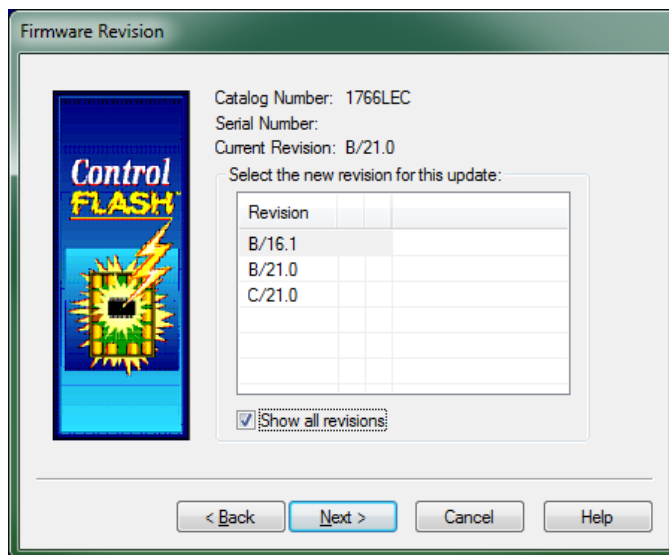 Firmware Revision
Catalog Number: 1766LEC
Serial Number:
Current Revision: B/21.0
Select the new revision for this update:
Revision
B/16.1
B/21.0
C/21.0
Show all revisions
Control
FLASH™
< Back
Next >
Cancel
Help